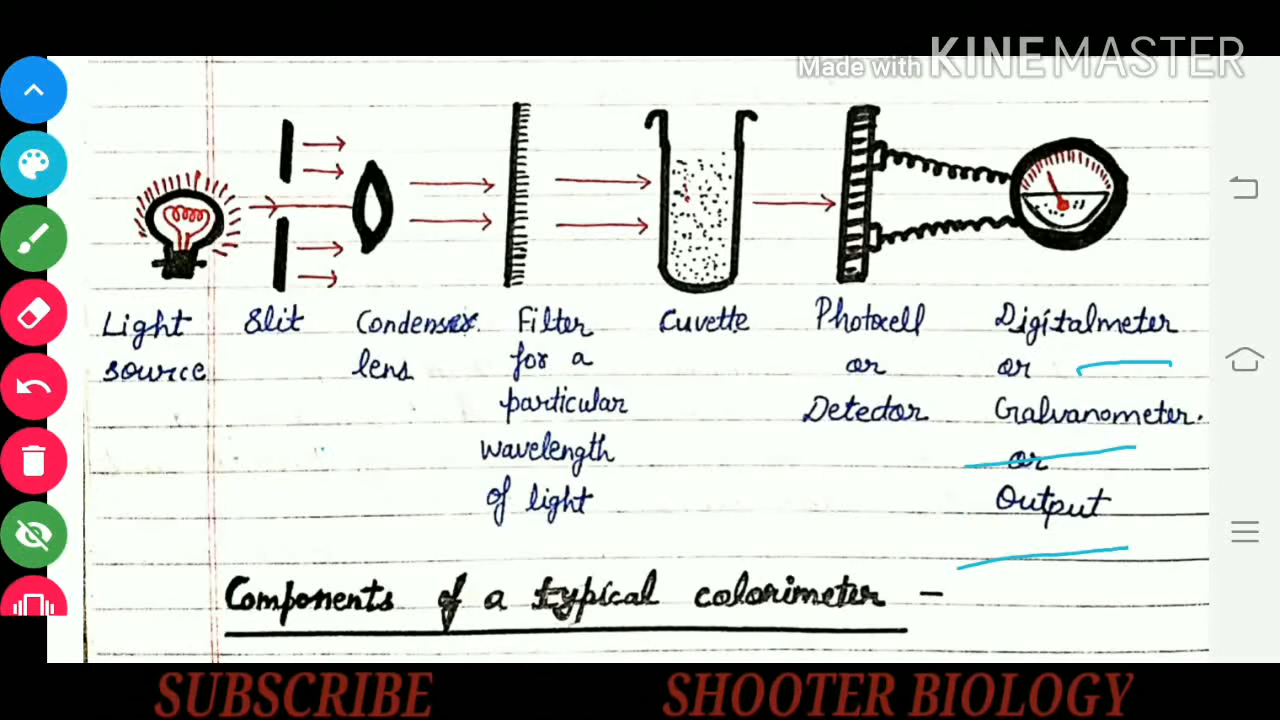 Made with KINEMASTER
Light
source
Slit
Condenser.
lens
Filter
for a
particular
wavelength
of light
Cuvette
Photocell
or
Detector
Digitalmeter
or
Galvanometer.
or
Output
Components of a typical colorimeter -
SUBSCRIBE
SHOOTER BIOLOGY